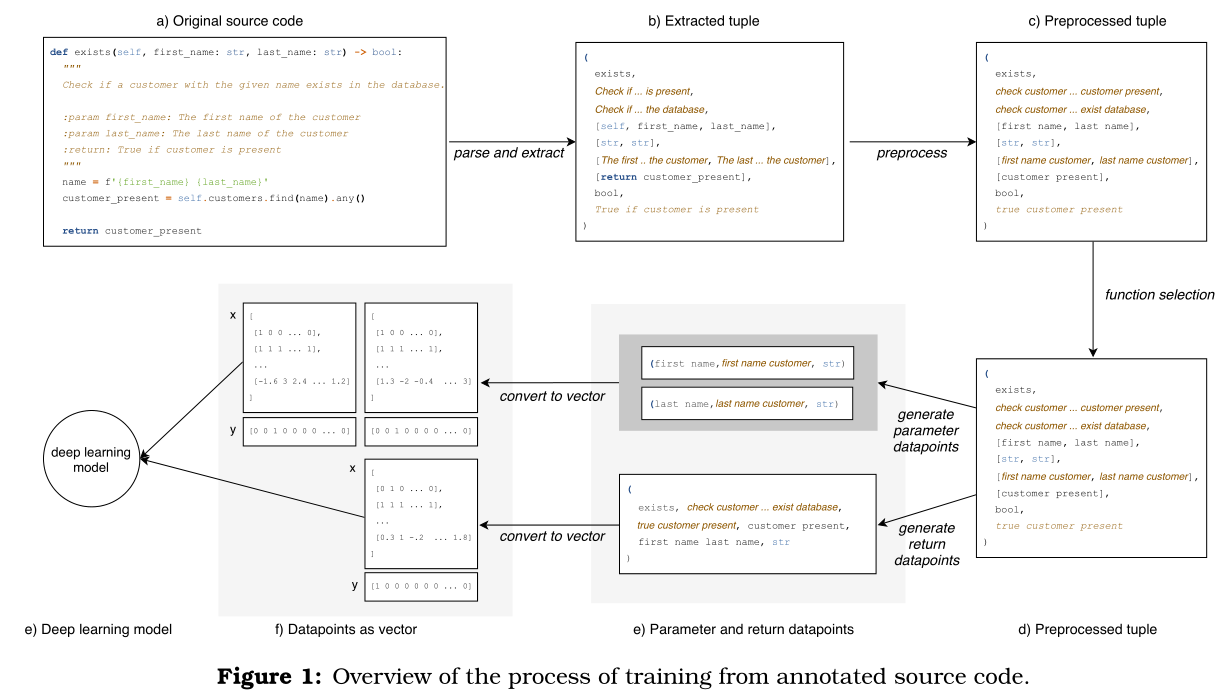 a) Original source code
def exists(self, first_name: str, last_name: str) -> bool:
"""
Check if a customer with the given name exists in the database.
:param first_name: The first name of the customer
:param last_name: The last name of the customer
:return: True if customer is present
"""
name = f'{first_name} {last_name}'
customer_present = self.customers.find(name).any()
return customer_present
parse and extract
b) Extracted tuple
(
exists,
Check if ... is present,
Check if ... the database,
[self, first_name, last_name],
[str, str],
[The first .. the customer, The last ... the customer],
[return customer_present],
bool,
True if customer is present
)
preprocess
c) Preprocessed tuple
(
exists,
check customer ... customer present,
check customer ... exist database,
[first name, last name],
[str, str],
[first name customer, last name customer],
[customer present],
bool,
true customer present
)
function selection
(
exists,
check customer ... customer present,
check customer ... exist database,
[first name, last name],
[str, str],
[first name customer, last name customer],
[customer present],
bool,
true customer present
)
d) Preprocessed tuple
generate
parameter
datapoints
generate
return
datapoints
(first name, first name customer, str)
(last name, last name customer, str)
(
exists, check customer ... exist database,
true customer present, customer present,
first name last name, str
)
e) Parameter and return datapoints
convert to vector
convert to vector
x
[
[1 0 0 ... 0],
[1 1 1 ... 1],
...
[-1.6 3 2.4 ... 1.2]
]
y
[0 0 1 0 0 0 0 ... 0]
[
[1 0 0 ... 0],
[1 1 1 ... 1],
...
[1.3 -2 -0.4 ... 3]
]
[0 0 1 0 0 0 0 ... 0]
x
[
[0 1 0 ... 0],
[1 1 1 ... 1],
...
[0.3 1 -.2 ... 1.8]
]
y
[1 0 0 0 0 0 0 ... 0]
f) Datapoints as vector
deep learning
model
e) Deep learning model
Figure 1: Overview of the process of training from annotated source code.